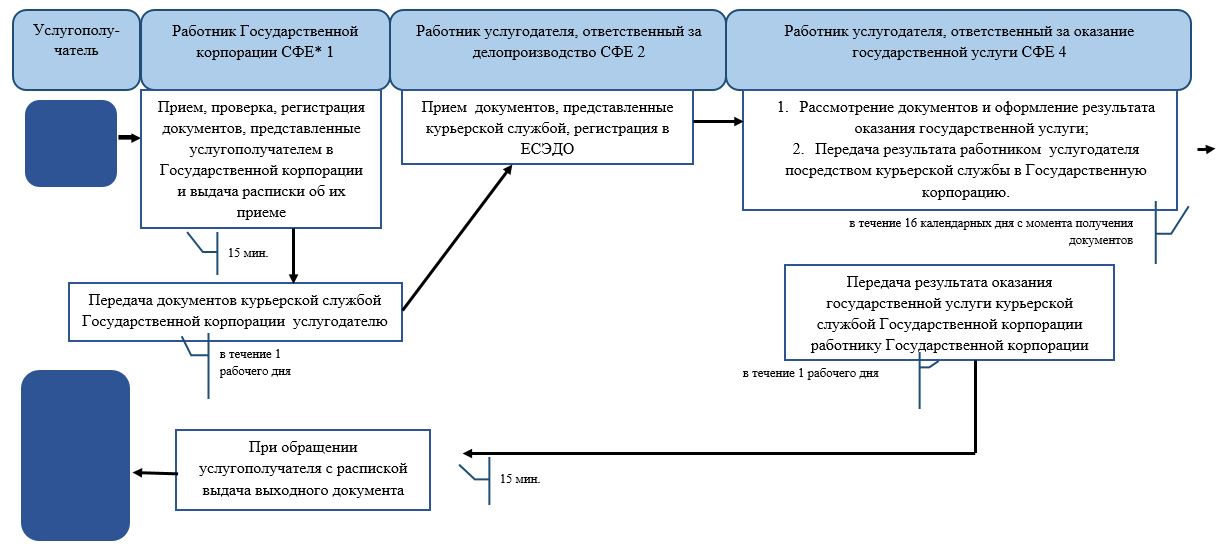 Услугополу-
чатель
Работник Государственной
корпорации СФЕ* 1
Работник услугодателя, ответственный за
делопроизводство СФЕ 2
Работник услугодателя, ответственный за оказание
государственной услуги СФЕ 4
Прием, проверка, регистрация
документов, представленные
услугополучателем в
Государственной корпорации
и выдача расписки об их
приеме
Прием документов, представленные
курьерской службой, регистрация в
ЕСЭДО
1. Рассмотрение документов и оформление результата
оказания государственной услуги;
2. Передача результата работником услугодателя
посредством курьерской службы в Государственную
корпорацию.
15 мин.
в течение 16 календарных дня с момента получения
документов
Передача документов курьерской службой
Государственной корпорации услугодателю
в течение 1
рабочего дня
Передача результата оказания
государственной услуги курьерской
службой Государственной корпорации
работнику Государственной корпорации
в течение 1 рабочего дня
При обращении
услугополучателя с распиской
выдача выходного документа
15 мин.